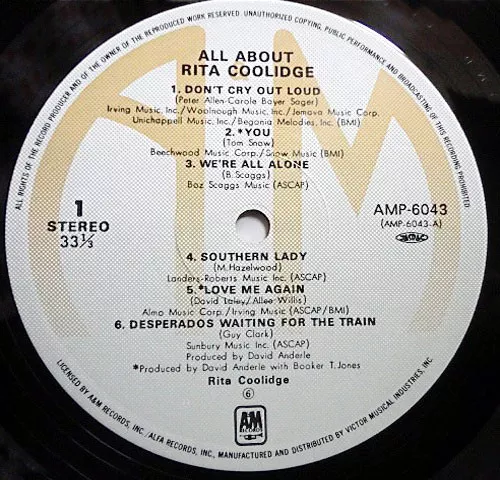 ALL RIGHTS OF THE RECORD PRODUCER AND OF THE OWNER OF THE REPRODUCED WORK RESERVED. UNAUTHORIZED COPYING, PUBLIC PERFORMANCE AND BROADCASTING OF THIS RECORD PROHIBITED.
ALL ABOUT
RITA COOLIDGE
1. DON'T CRY OUT LOUD
(Peter Allen-Carole Bayer Sager)
Irving Music, Inc./Woolnough Music, Inc./Jemava Music Corp.
Unichappell Music, Inc./Begonia Melodies, Inc. (BMI)
2. *YOU
(Tom Snow)
Beechwood Music Corp./Snow Music (BMI)
3. WE'RE ALL ALONE
(B. Scaggs)
Boz Scaggs Music (ASCAP)
1
STEREO
33⅓
AMP-6043
(AMP-6043-A)
4. SOUTHERN LADY
(M. Hazelwood)
Landers-Roberts Music Inc. (ASCAP)
5. *LOVE ME AGAIN
(David Lasley/Allee Willis)
Almo Music Corp./Irving Music (ASCAP/BMI)
6. DESPERADOS WAITING FOR THE TRAIN
(Guy Clark)
Sunbury Music Inc. (ASCAP)
Produced by David Anderle
*Produced by David Anderle with Booker T. Jones
Rita Coolidge
6
A&M
RECORDS
LICENSED BY A&M RECORDS, INC./ALFA RECORDS, INC., MANUFACTURED AND DISTRIBUTED BY VICTOR MUSICAL INDUSTRIES, INC.